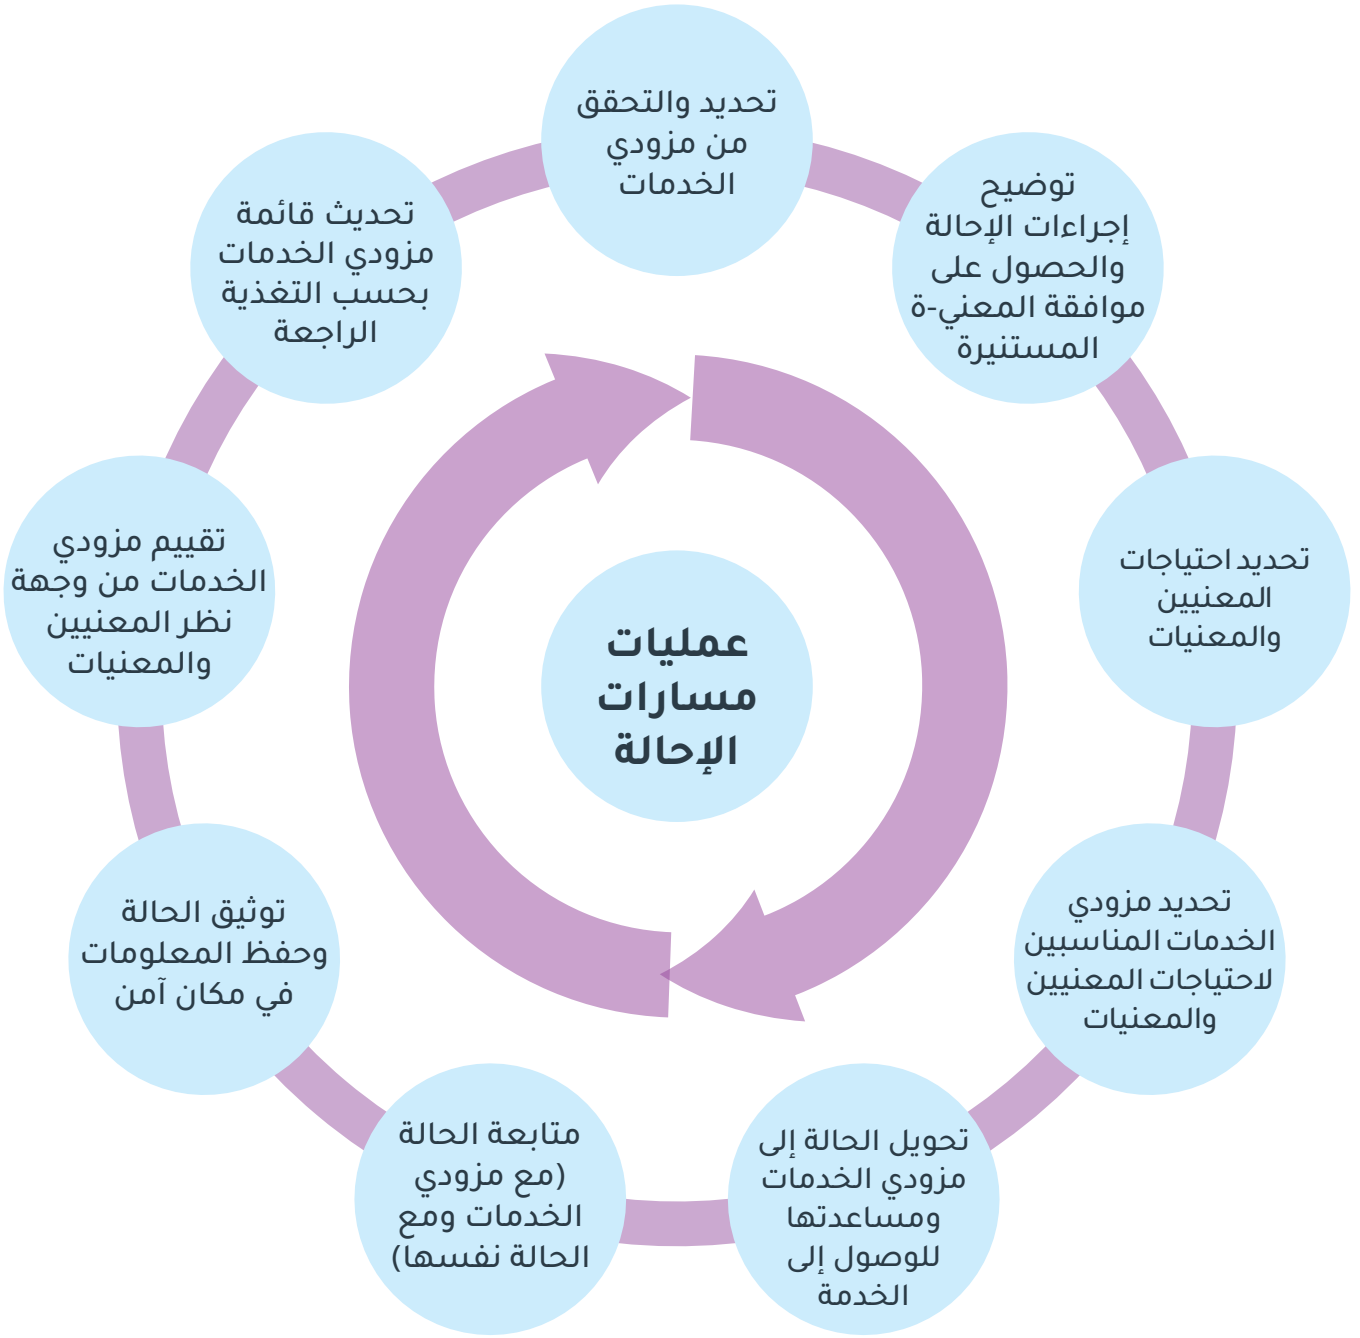 تحديد والتحقق
من مزودي
الخدمات
توضيح
إجراءات الإحالة
والحصول على
موافقة المعني-ة
المستنيرة
تحديد احتياجات
المعنيين
والمعنيات
تحديد مزودي
الخدمات المناسبين
لاحتياجات المعنيين
والمعنيات
تحويل الحالة إلى
مزودي الخدمات
ومساعدتها
للوصول إلى
الخدمة
متابعة الحالة
(مع مزودي
الخدمات ومع
الحالة نفسها)
توثيق الحالة
وحفظ المعلومات
في مكان آمن
تقييم مزودي
الخدمات من وجهة
نظر المعنيين
والمعنيات
تحديث قائمة
مزودي الخدمات
بحسب التغذية
الراجعة
عمليات
مسارات
الإحالة